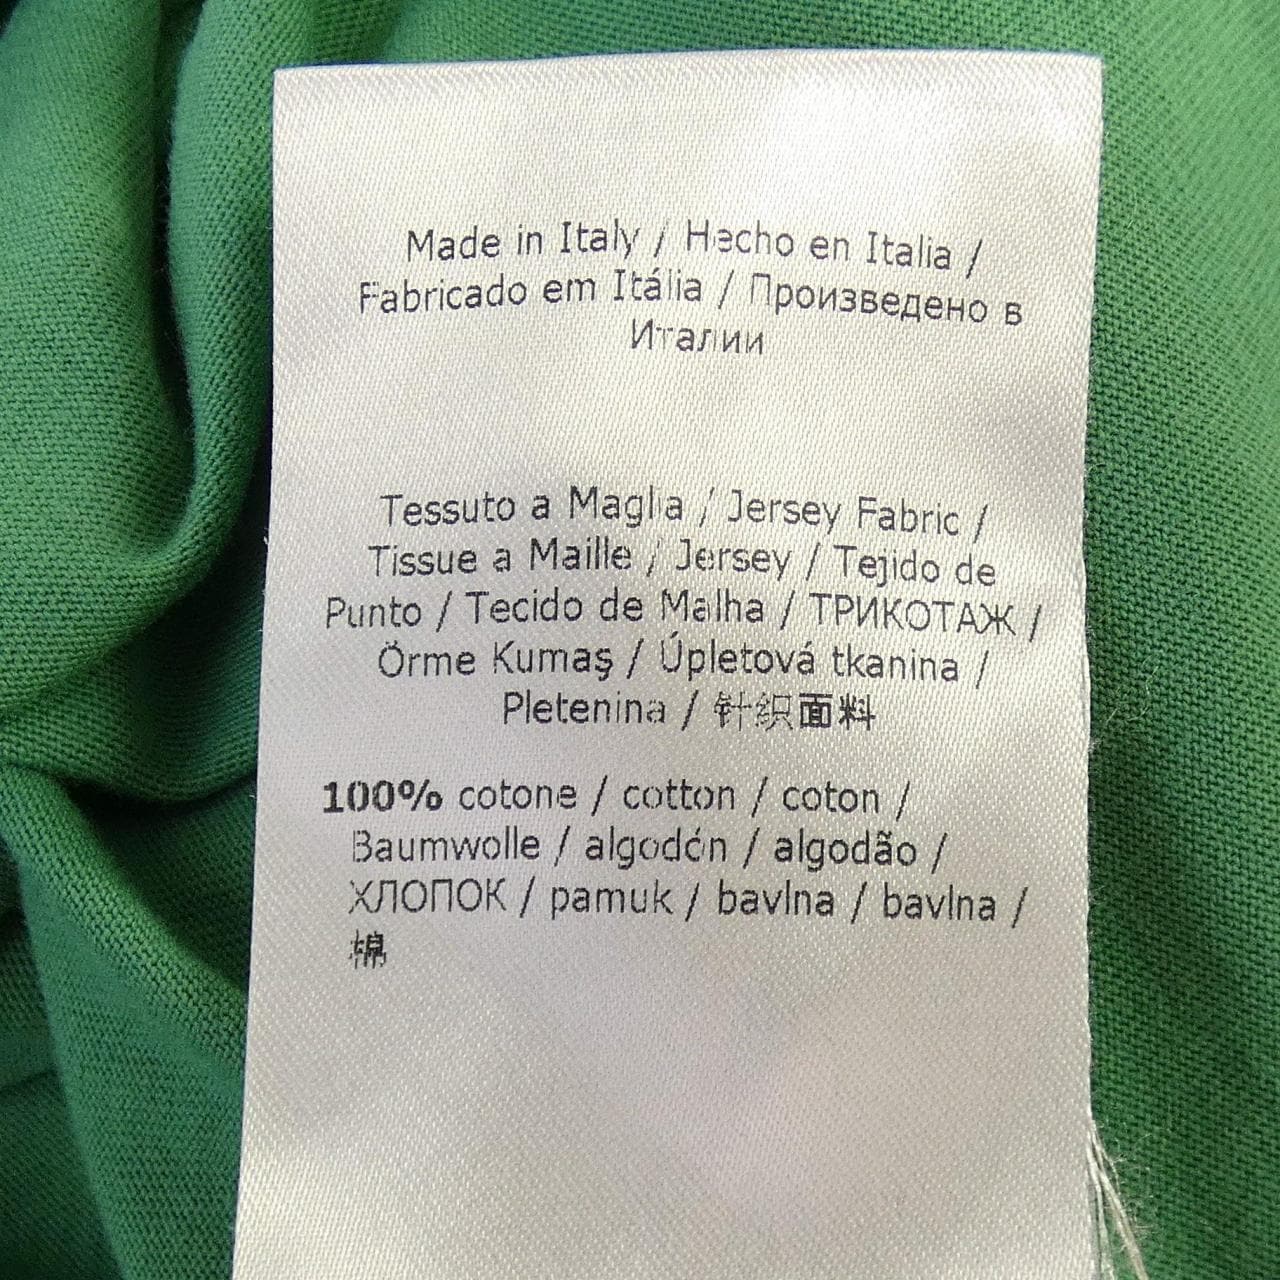 Made in Italy / Hecho en Italia /
Fabricado em Itália / Произведено в
Италии
Tessuto a Maglia / Jersey Fabric /
Tissue a Maille / Jersey / Tejido de
Punto / Tecido de Malha / ТРИКОТАЖ /
Örme Kumaş / Úpletová tkanina /
Pletenina / 针织面料
100% cotone / cotton / coton /
Baumwolle / algodón / algodão /
ХЛОПОК / pamuk / bavlna / bavlna /
棉